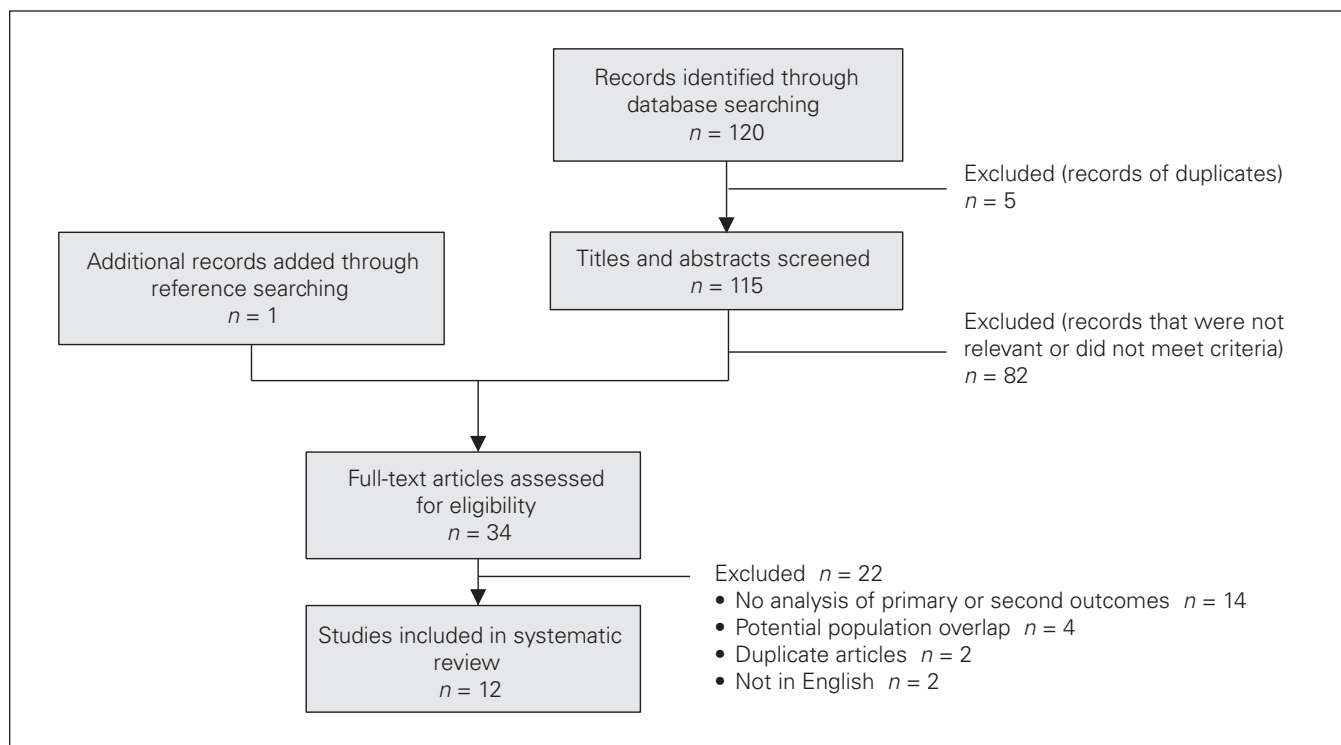 Records identified through
database searching
n = 120
Excluded (records of duplicates)
n = 5
Titles and abstracts screened
n = 115
Additional records added through
reference searching
n = 1
Excluded (records that were not
relevant or did not meet criteria)
n = 82
Full-text articles assessed
for eligibility
n = 34
Excluded n = 22
• No analysis of primary or second outcomes n = 14
• Potential population overlap n = 4
• Duplicate articles n = 2
• Not in English n = 2
Studies included in systematic
review
n = 12